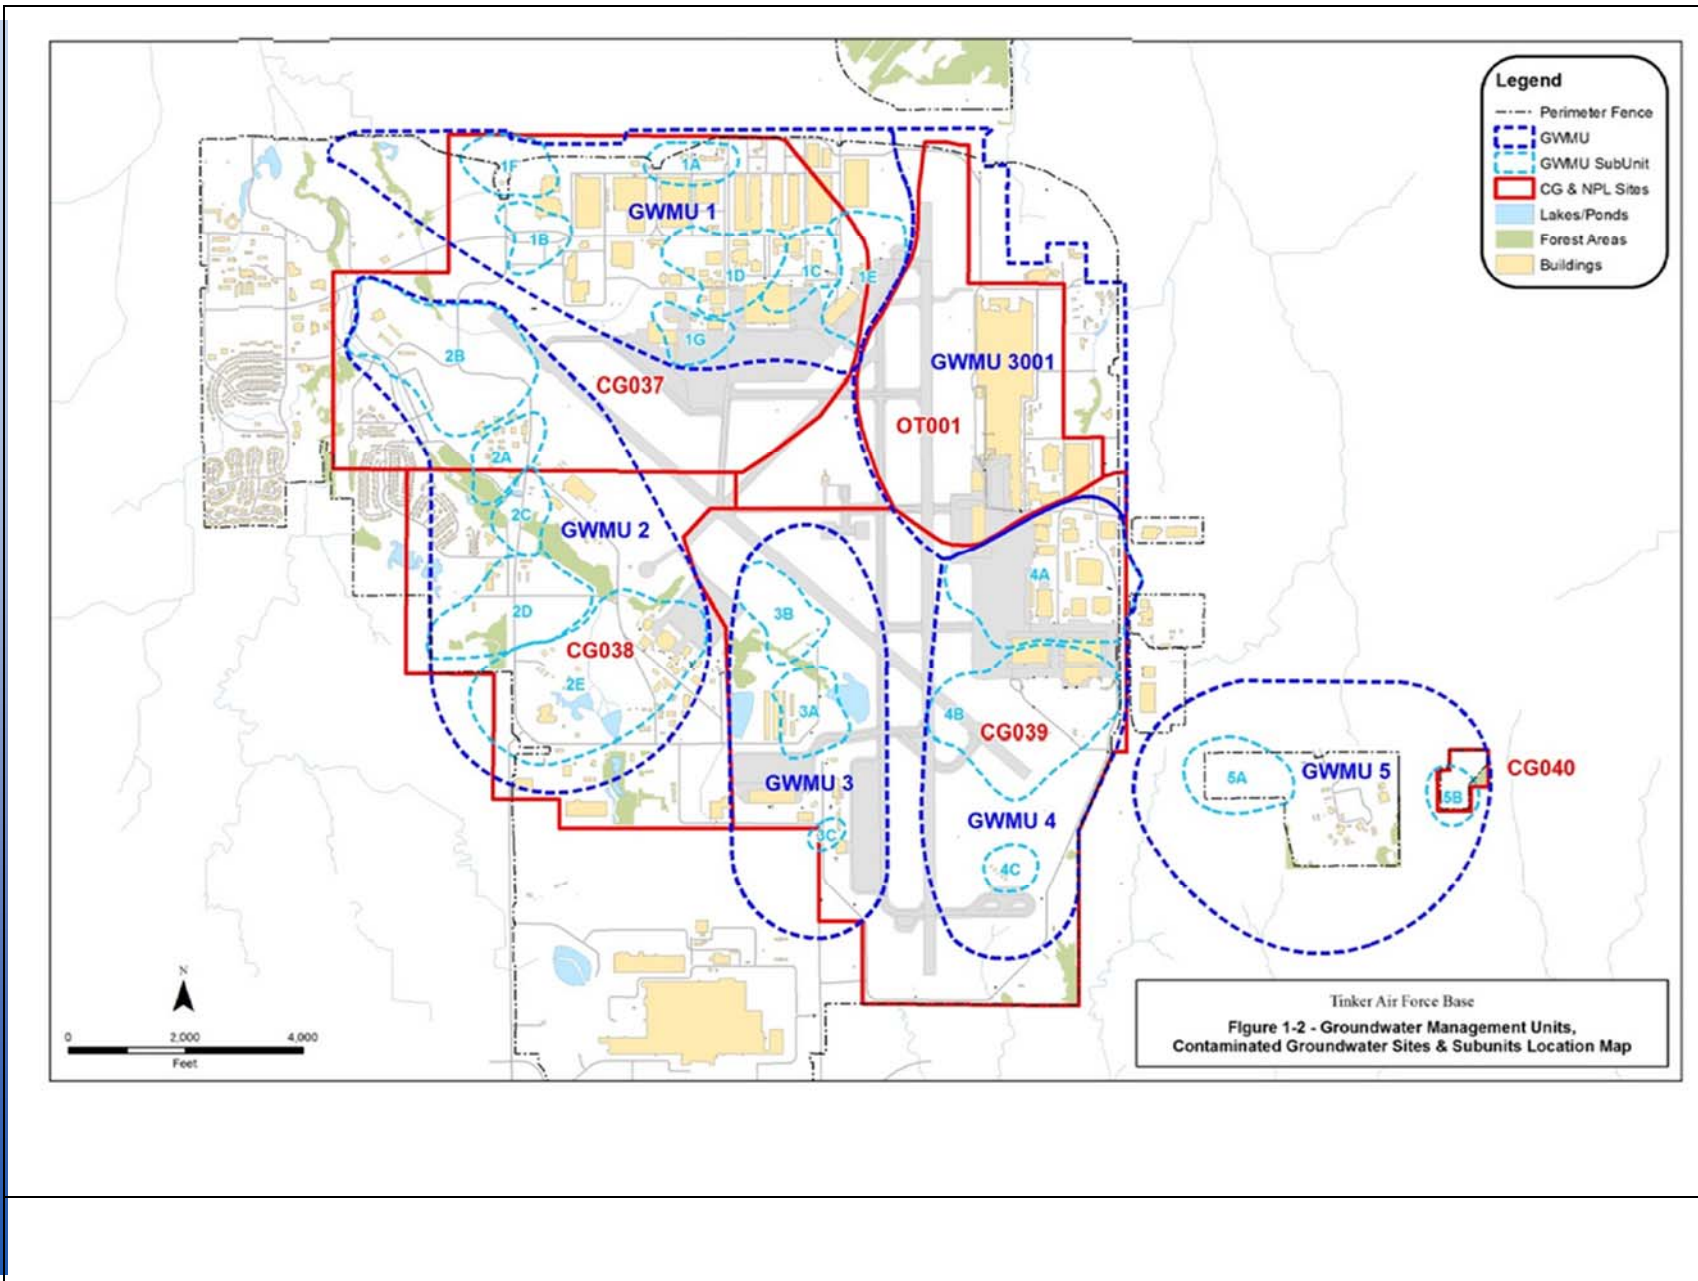 Legend
Perimeter Fence
GWMU
GWMU SubUnit
CG & NPL Sites
Lakes/Ponds
Forest Areas
Buildings
1F
1A
GWMU 1
1B
1D
1C
1E
1G
2B
CG037
GWMU 3001
OT001
2A
2C
GWMU 2
4A
2D
3B
CG038
2E
3A
4B
CG039
GWMU 3
GWMU 4
3C
4C
5A
GWMU 5
5B
CG040
N
0 2,000 4,000
Feet
Tinker Air Force Base
Figure 1-2 - Groundwater Management Units,
Contaminated Groundwater Sites & Subunits Location Map